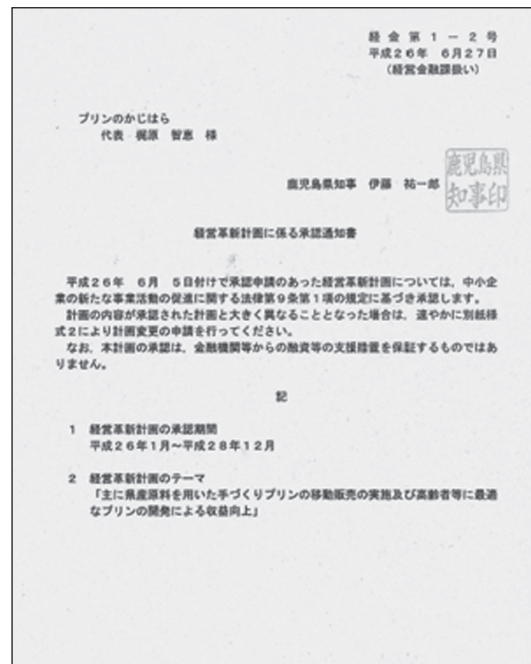 経金第１－２号
平成２６年　６月２７日
（経営金融課扱い）
プリンのかじはら
代表　梶原　智恵　様
鹿児島県知事　伊藤　祐一郎
鹿児島県
知事印
経営革新計画に係る承認通知書
平成２６年　６月　５日付けで承認申請のあった経営革新計画については，中小企
業の新たな事業活動の促進に関する法律第９条第１項の規定に基づき承認します。
計画の内容が承認された計画と大きく異なることとなった場合は，速やかに別紙様
式２により計画変更の申請を行ってください。
なお，本計画の承認は，金融機関等からの融資等の支援措置を保証するものではあ
りません。
記
１　経営革新計画の承認期間
平成２６年１月～平成２８年１２月
２　経営革新計画のテーマ
「主に県産原料を用いた手づくりプリンの移動販売の実施及び高齢者等に最適
なプリンの開発による収益向上」